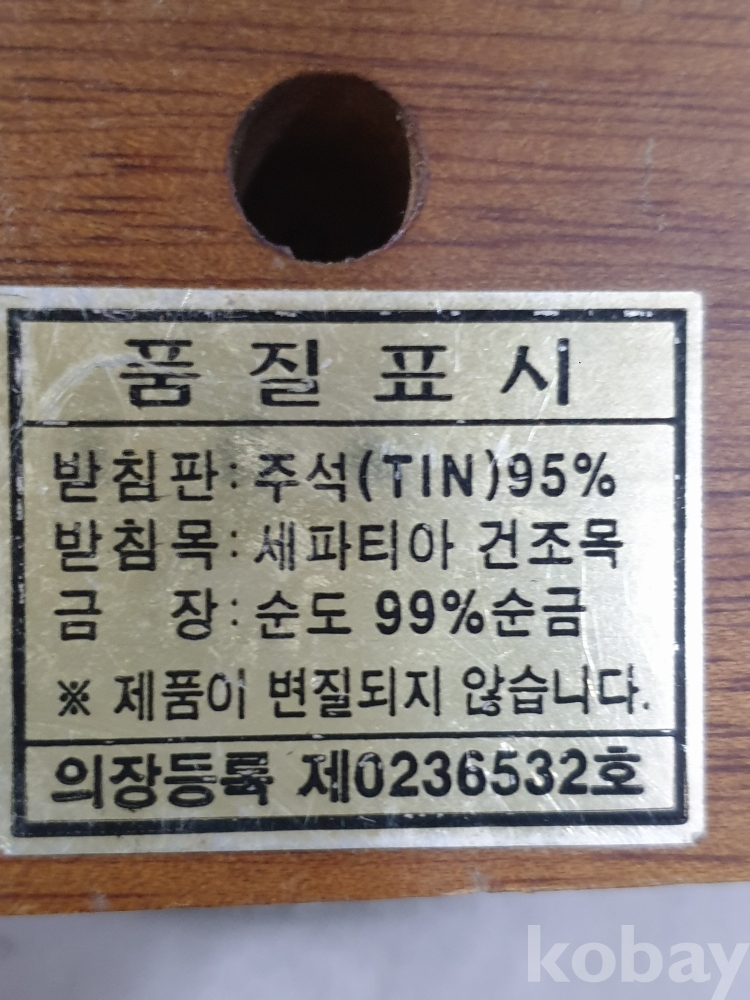 품 질 표 시
받침판: 주석(TIN)95%
받침목: 세파티아 건조목
금 장: 순도 99%순금
※ 제품이 변질되지 않습니다.
의장등록 제0236532호
kobay